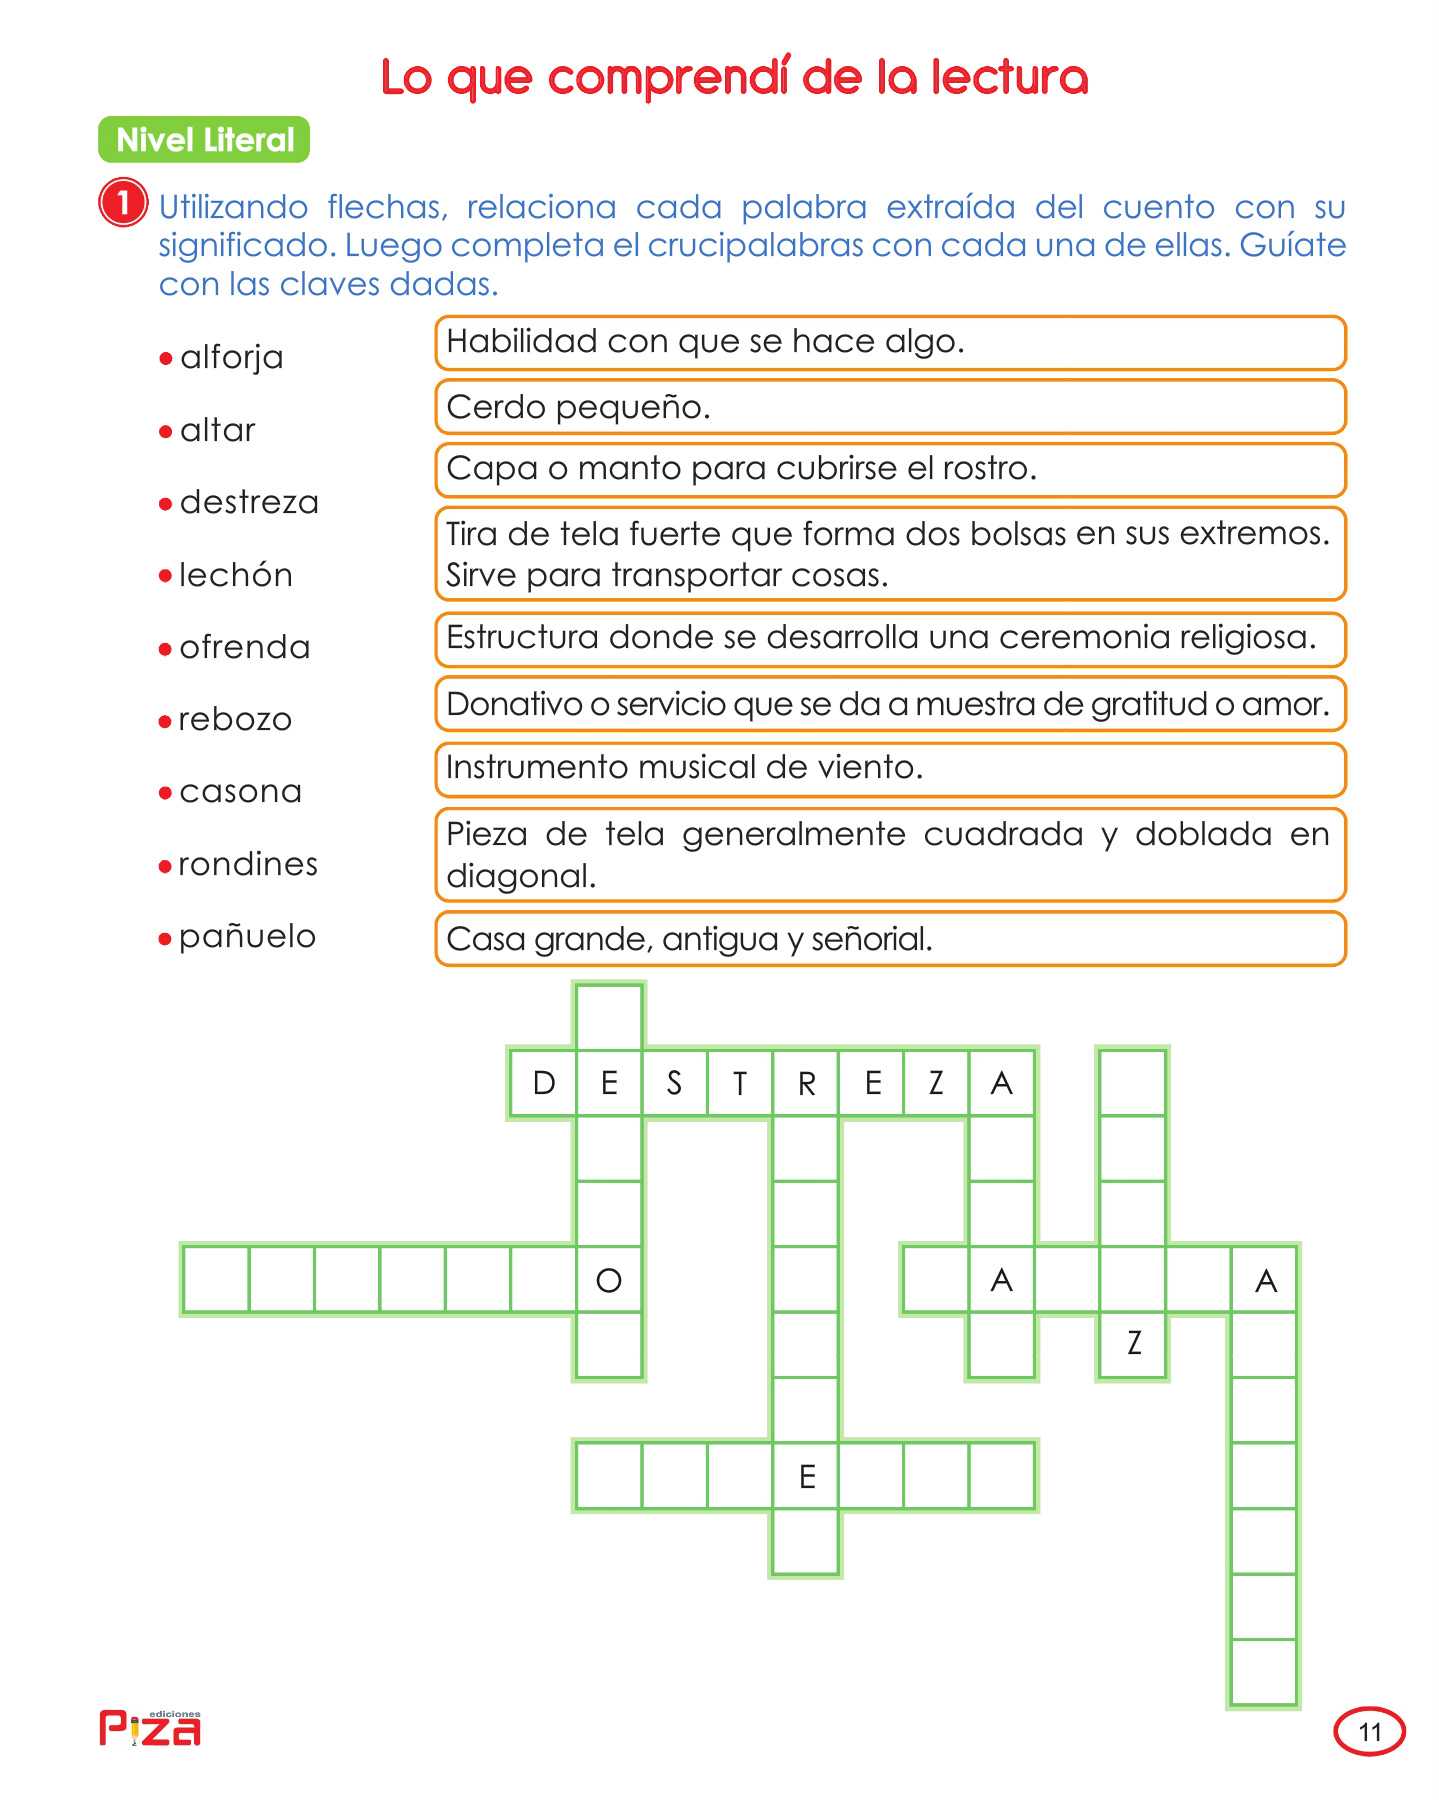 Lo que comprendí de la lectura
Nivel Literal
1
Utilizando flechas, relaciona cada palabra extraída del cuento con su
significado. Luego completa el crucipalabras con cada una de ellas. Guíate
con las claves dadas.
• alforja
• altar
• destreza
• lechón
• ofrenda
• rebozo
• casona
• rondines
• pañuelo
Habilidad con que se hace algo.
Cerdo pequeño.
Capa o manto para cubrirse el rostro.
Tira de tela fuerte que forma dos bolsas en sus extremos.
Sirve para transportar cosas.
Estructura donde se desarrolla una ceremonia religiosa.
Donativo o servicio que se da a muestra de gratitud o amor.
Instrumento musical de viento.
Pieza de tela generalmente cuadrada y doblada en
diagonal.
Casa grande, antigua y señorial.
D E S T R E Z A
O A A
Z
E
ediciones
Piza
11